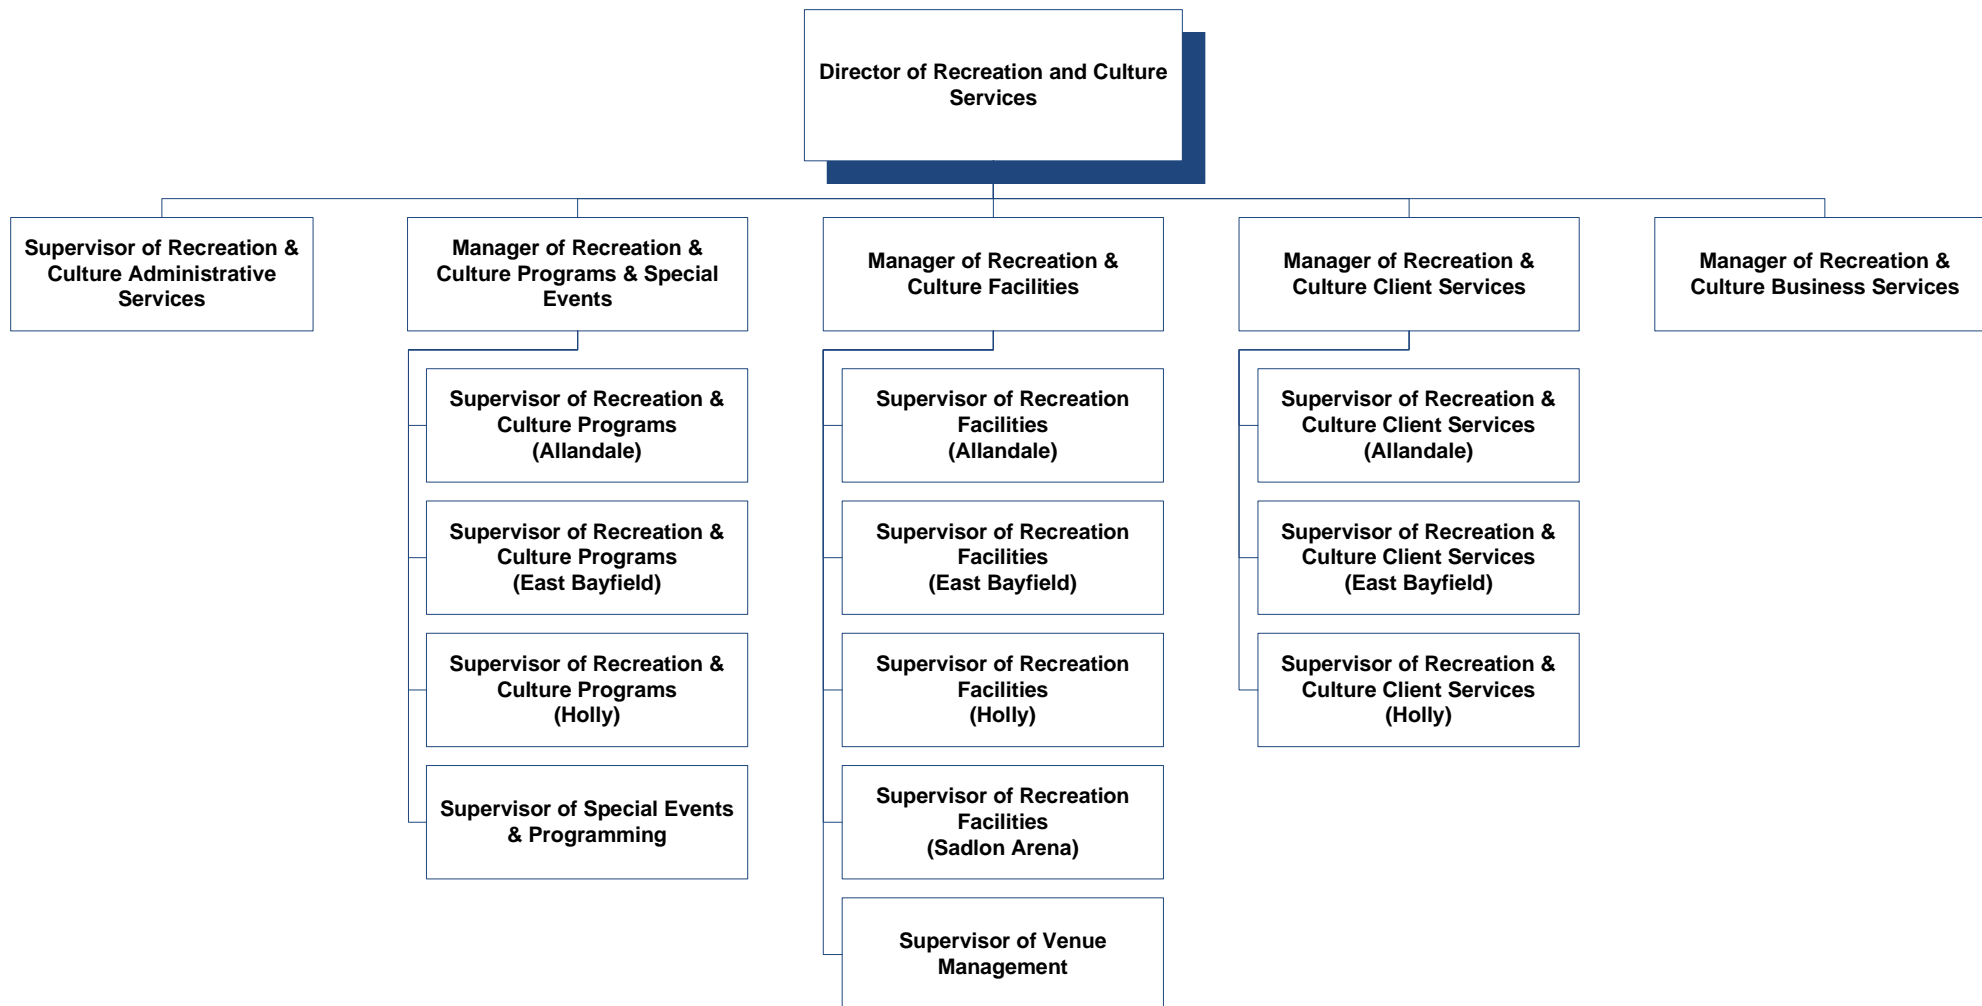 Director of Recreation and Culture
Services
Supervisor of Recreation &
Culture Administrative
Services
Manager of Recreation &
Culture Programs & Special
Events
Manager of Recreation &
Culture Facilities
Manager of Recreation &
Culture Client Services
Manager of Recreation &
Culture Business Services
Supervisor of Recreation &
Culture Programs
(Allandale)
Supervisor of Recreation &
Culture Programs
(East Bayfield)
Supervisor of Recreation &
Culture Programs
(Holly)
Supervisor of Special Events
& Programming
Supervisor of Recreation
Facilities
(Allandale)
Supervisor of Recreation
Facilities
(East Bayfield)
Supervisor of Recreation
Facilities
(Holly)
Supervisor of Recreation
Facilities
(Sadlon Arena)
Supervisor of Venue
Management
Supervisor of Recreation &
Culture Client Services
(Allandale)
Supervisor of Recreation &
Culture Client Services
(East Bayfield)
Supervisor of Recreation &
Culture Client Services
(Holly)